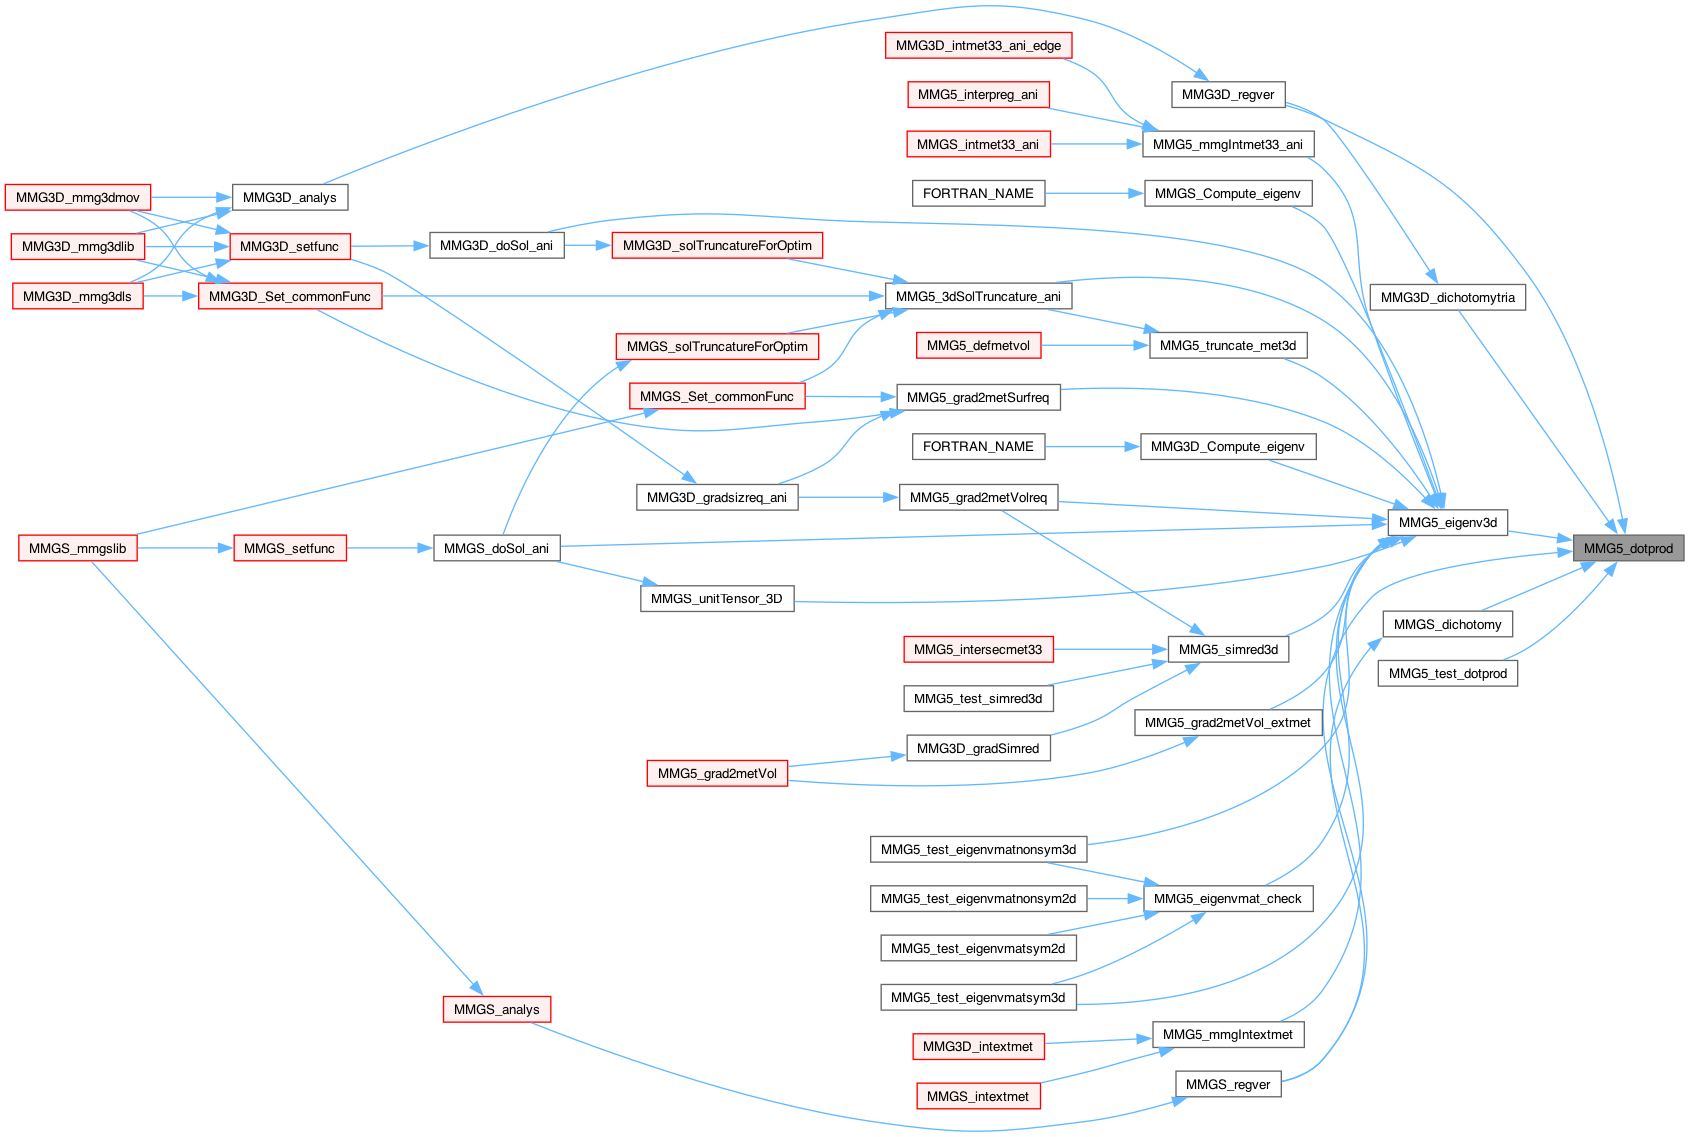 MMG3D_intmet33_ani_edge
MMG5_interpreg_ani
MMG3D_regver
MMGS_intmet33_ani
MMG5_mmgIntmet33_ani
MMG3D_mmg3dmov
MMG3D_analys
FORTRAN_NAME
MMGS_Compute_eigenv
MMG3D_mmg3dlib
MMG3D_setfunc
MMG3D_doSol_ani
MMG3D_solTruncatureForOptim
MMG3D_mmg3dls
MMG3D_Set_commonFunc
MMG5_3dSolTruncature_ani
MMG3D_dichotomytria
MMGS_solTruncatureForOptim
MMG5_defmetvol
MMG5_truncate_met3d
MMGS_Set_commonFunc
MMG5_grad2metSurfreq
FORTRAN_NAME
MMG3D_Compute_eigenv
MMG3D_gradsizreq_ani
MMG5_grad2metVolreq
MMG5_eigenv3d
MMGS_mmgslib
MMGS_setfunc
MMGS_doSol_ani
MMG5_dotprod
MMGS_unitTensor_3D
MMGS_dichotomy
MMG5_intersecmet33
MMG5_simred3d
MMG5_test_dotprod
MMG5_test_simred3d
MMG5_grad2metVol_extmet
MMG3D_gradSimred
MMG5_grad2metVol
MMG5_test_eigenvmatnonsym3d
MMG5_test_eigenvmatnonsym2d
MMG5_eigenvmat_check
MMG5_test_eigenvmatsym2d
MMG5_test_eigenvmatsym3d
MMGS_analys
MMG5_mmgIntextmet
MMG3D_intextmet
MMGS_regver
MMGS_intextmet